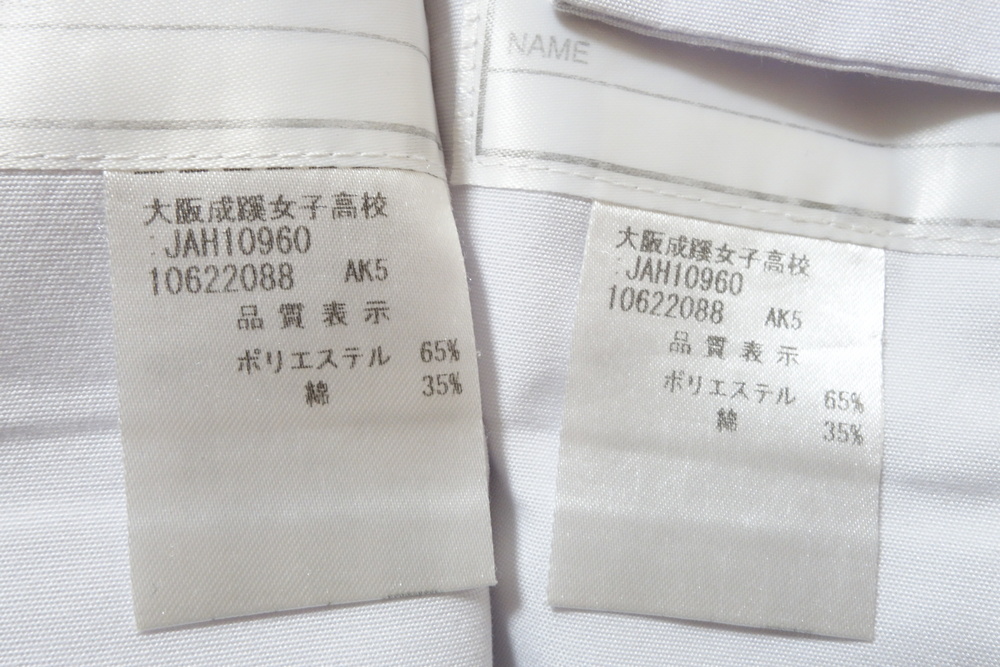 大阪成蹊女子高校
:JAH10960
10622088 AK5
品質表示
ポリエステル 65%
綿 35%
NAME
大阪成蹊女子高校
:JAH10960
10622088 AK5
品質表示
ポリエステル 65%
綿 35%